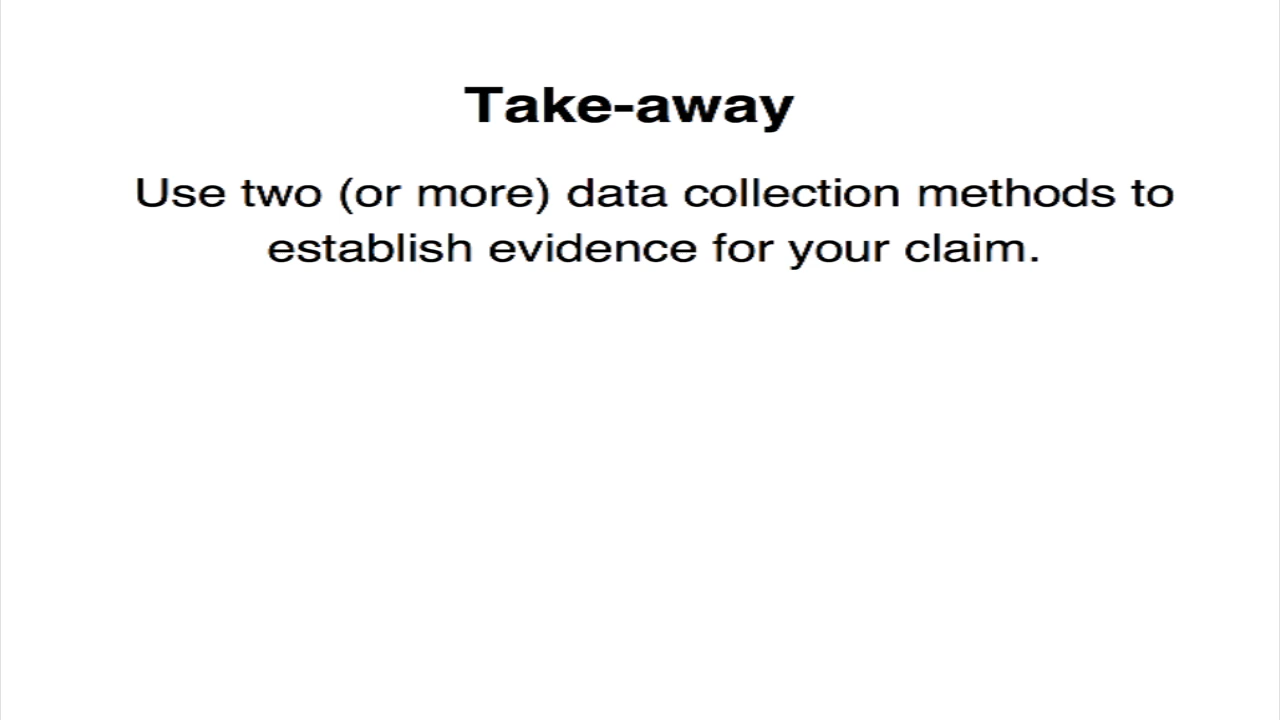 Take-away
Use two (or more) data collection methods to
establish evidence for your claim.